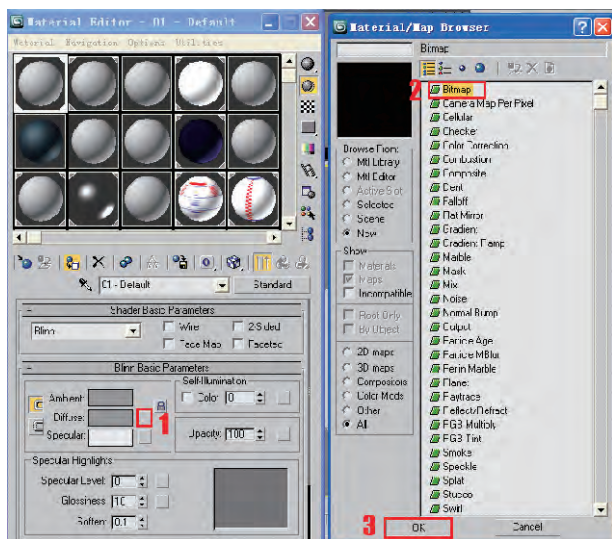 Material Editor - 01 - Default
Material Navigation Options Utilities
C1 - Default
Standard
Shader Basic Parameters
Blinn
Wire
2-Sided
Face Map
Faceted
Blinn Basic Parameters
Ambient:
Diffuse:
1
Specular:
Self-Illumination
Color
0
Opacity:
100
Specular Highlights
Specular Level:
0
Glossiness:
10
Soften:
0.1
Material/Map Browser
Bitmap
Browse From:
Mtl Library
Mtl Editor
Active Slot
Selected
Scene
New
Show
Materials
Maps
Incompatible
Root Only
By Object
2D maps
3D maps
Compositors
Color Mods
Other
All
2
Bitmap
Camera Map Per Pixel
Cellular
Checker
Color Correction
Combustion
Composite
Dent
Falloff
Flat Mirror
Gradient
Gradient Ramp
Marble
Mask
Mix
Noise
Normal Bump
Output
Particle Age
Particle MBlur
Perlin Marble
Planet
Raytrace
Reflect/Refract
RGB Multiply
RGB Tint
Smoke
Speckle
Splat
Stucco
Swirl
3
OK
Cancel